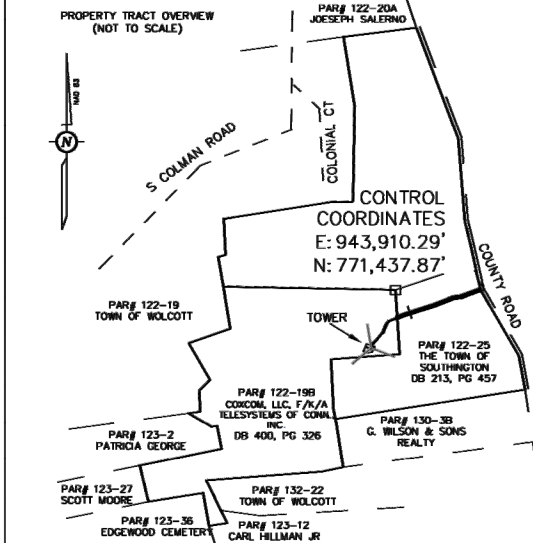 PROPERTY TRACT OVERVIEW
(NOT TO SCALE)
PAR# 122-20A
JOESEPH SALERNO
NAD 83
N
S COLMAN ROAD
COLONIAL CT
CONTROL
COORDINATES
E: 943,910.29'
N: 771,437.87'
COUNTY ROAD
PAR# 122-19
TOWN OF WOLCOTT
TOWER
PAR# 122-25
THE TOWN OF
SOUTHINGTON
DB 213, PG 457
PAR# 122-19B
COXCOM, LLC, F/K/A
TELESYSTEMS OF CONN.
INC.
DB 400, PG 326
PAR# 130-3B
G. WILSON & SONS
REALTY
PAR# 123-2
PATRICIA GEORGE
PAR# 123-27
SCOTT MOORE
PAR# 132-22
TOWN OF WOLCOTT
PAR# 123-36
EDGEWOOD CEMETERY
PAR# 123-12
CARL HILLMAN JR